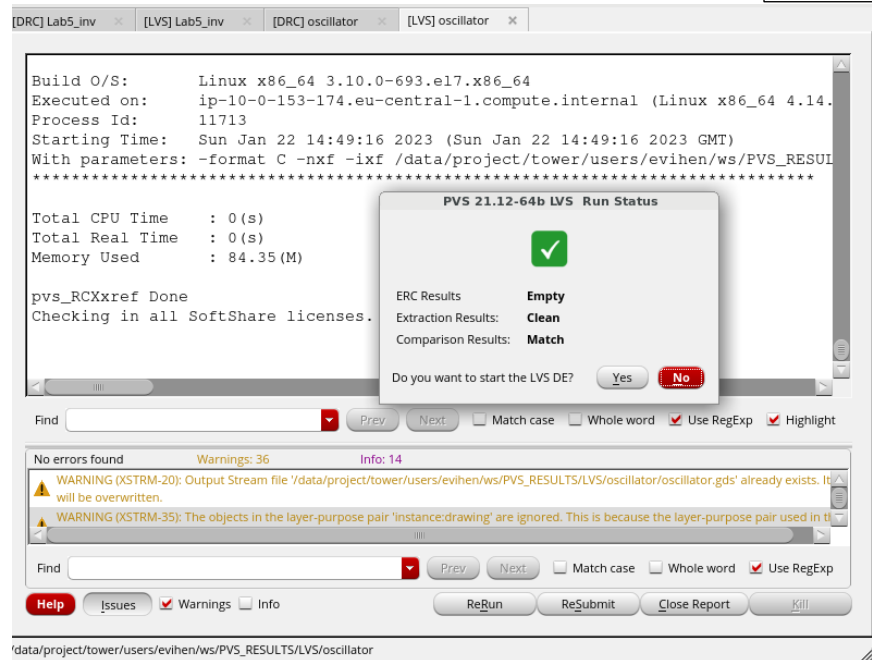 [DRC] Lab5_inv × [LVS] Lab5_inv × [DRC] oscillator × [LVS] oscillator ×
Build O/S: Linux x86_64 3.10.0-693.el7.x86_64
Executed on: ip-10-0-153-174.eu-central-1.compute.internal (Linux x86_64 4.14.
Process Id: 11713
Starting Time: Sun Jan 22 14:49:16 2023 (Sun Jan 22 14:49:16 2023 GMT)
With parameters: -format C -nxf -ixf /data/project/tower/users/evihen/ws/PVS_RESUL
********************************************************************************
Total CPU Time : 0(s)
Total Real Time : 0(s)
Memory Used : 84.35(M)
pvs_RCXxref Done
Checking in all SoftShare licenses.
PVS 21.12-64b LVS Run Status
ERC Results Empty
Extraction Results: Clean
Comparison Results: Match
Do you want to start the LVS DE? Yes No
Find Prev Next Match case Whole word Use RegExp Highlight
No errors found Warnings: 36 Info: 14
WARNING (XSTRM-20): Output Stream file '/data/project/tower/users/evihen/ws/PVS_RESULTS/LVS/oscillator/oscillator.gds' already exists. It
will be overwritten.
WARNING (XSTRM-35): The objects in the layer-purpose pair 'instance:drawing' are ignored. This is because the layer-purpose pair used in
Find Prev Next Match case Whole word Use RegExp
Help Issues Warnings Info ReRun ReSubmit Close Report Kill
/data/project/tower/users/evihen/ws/PVS_RESULTS/LVS/oscillator